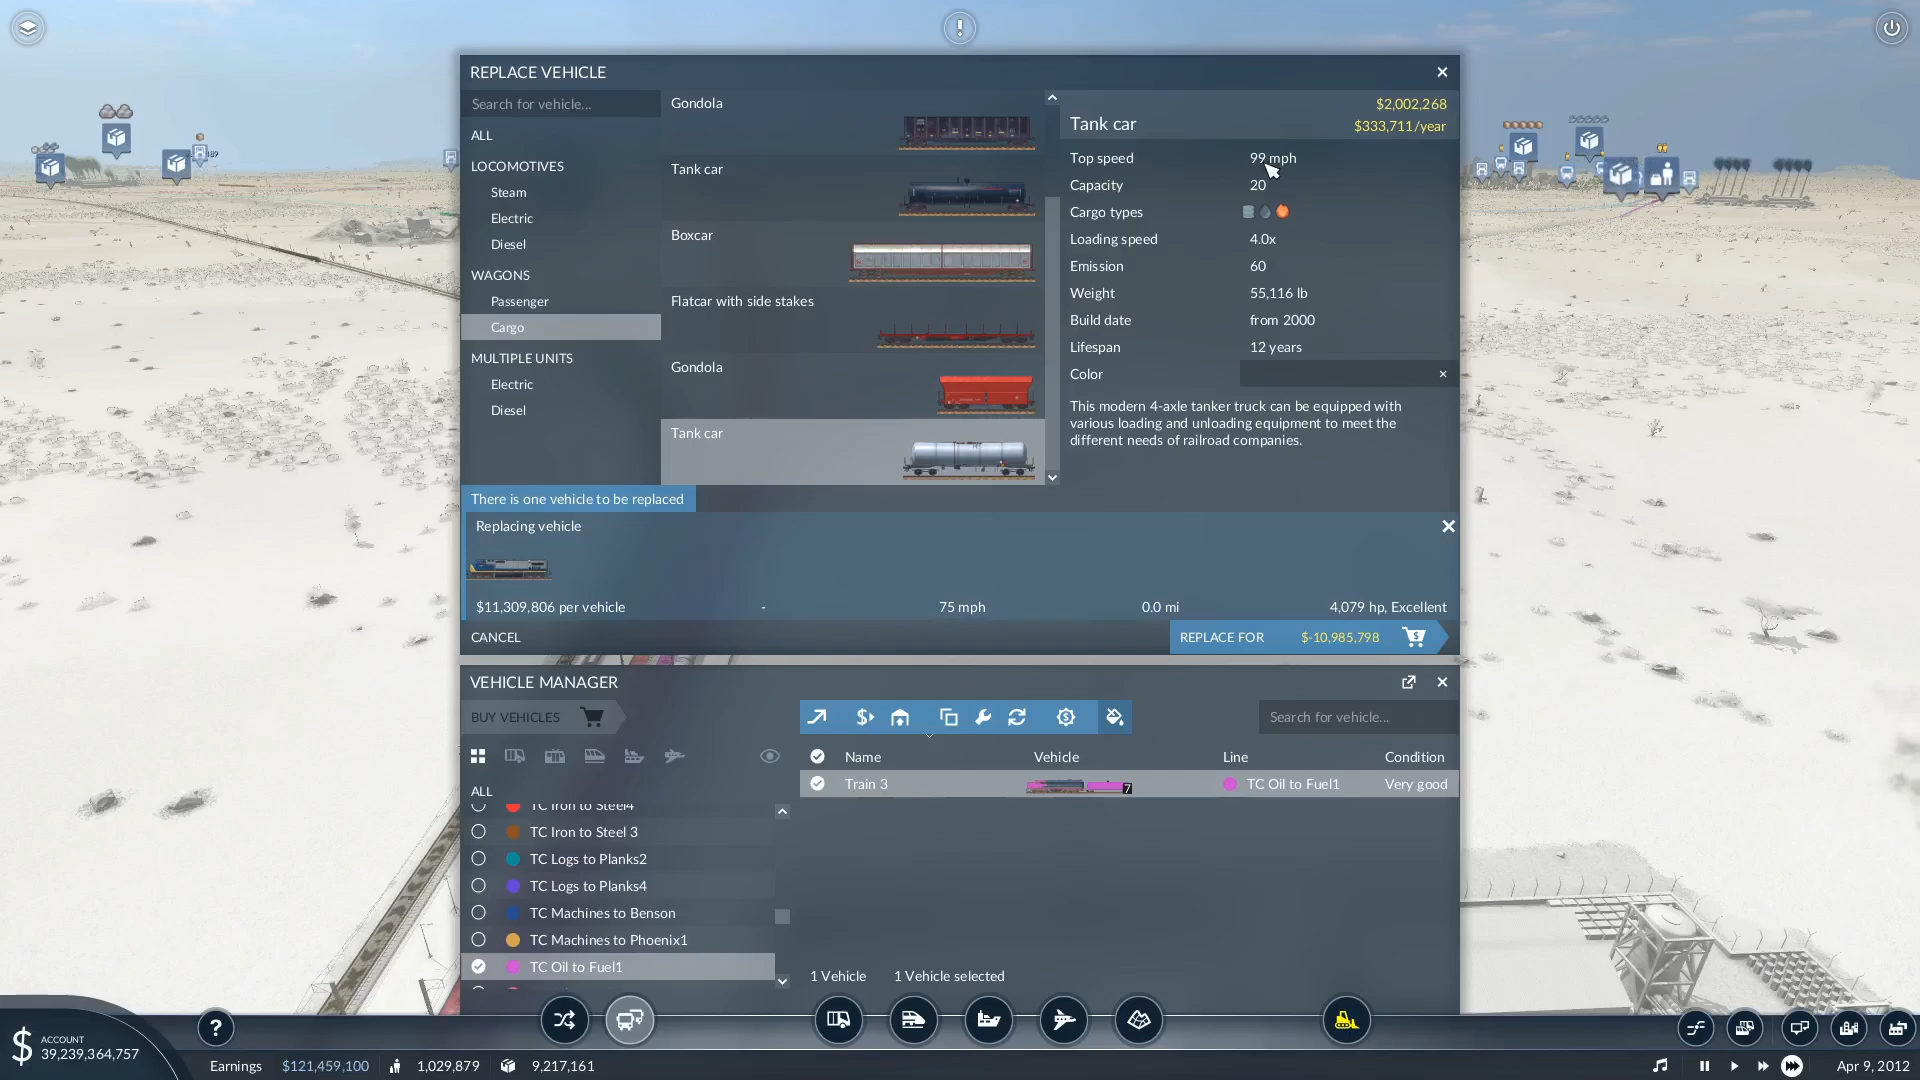 REPLACE VEHICLE
Search for vehicle...
ALL
LOCOMOTIVES
Steam
Electric
Diesel
WAGONS
Passenger
Cargo
MULTIPLE UNITS
Electric
Diesel
Gondola
Tank car
Boxcar
Flatcar with side stakes
Gondola
Tank car
$2,002,268
Tank car
$333,711/year
Top speed 99 mph
Capacity 20
Cargo types
Loading speed 4.0x
Emission 60
Weight 55,116 lb
Build date from 2000
Lifespan 12 years
Color
This modern 4-axle tanker truck can be equipped with
various loading and unloading equipment to meet the
different needs of railroad companies.
There is one vehicle to be replaced
Replacing vehicle
$11,309,806 per vehicle - 75 mph 0.0 mi 4,079 hp, Excellent
CANCEL
REPLACE FOR $-10,985,798
VEHICLE MANAGER
BUY VEHICLES
Search for vehicle...
ALL
TC Iron to Steel4
TC Iron to Steel 3
TC Logs to Planks2
TC Logs to Planks4
TC Machines to Benson
TC Machines to Phoenix1
TC Oil to Fuel1
Name Vehicle Line Condition
Train 3 7 TC Oil to Fuel1 Very good
1 Vehicle 1 Vehicle selected
$ ACCOUNT
39,239,364,757
?
Earnings $121,459,100 1,029,879 9,217,161
Apr 9, 2012